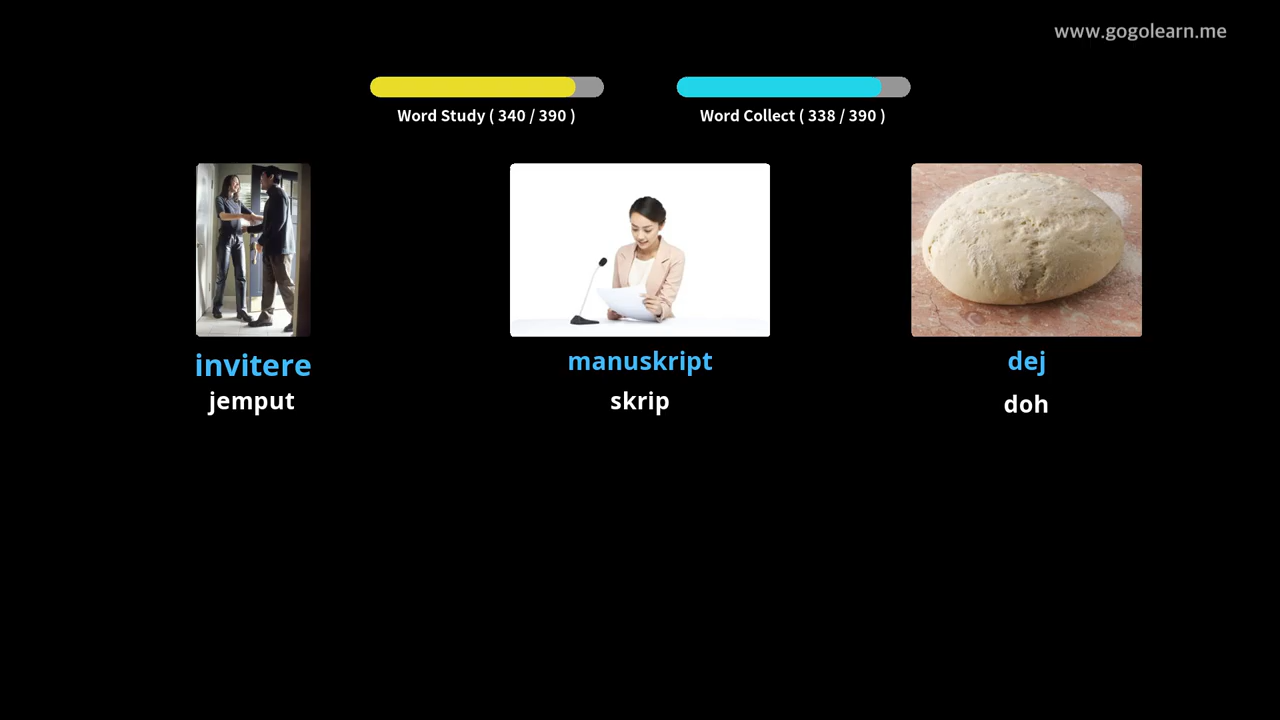 www.gogolearn.me
Word Study ( 340 / 390 )
Word Collect ( 338 / 390 )
invitere
jemput
manuskript
skrip
dej
doh